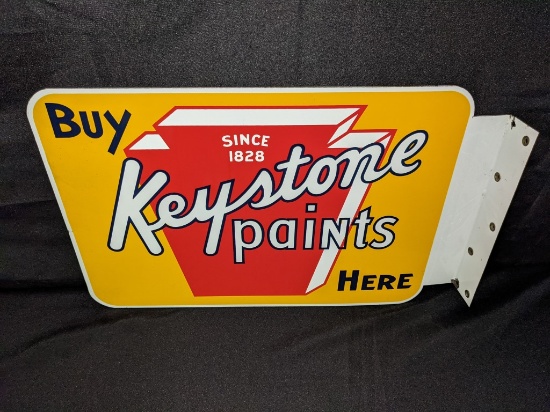 BUY
SINCE
1828
Keystone
paints
HERE